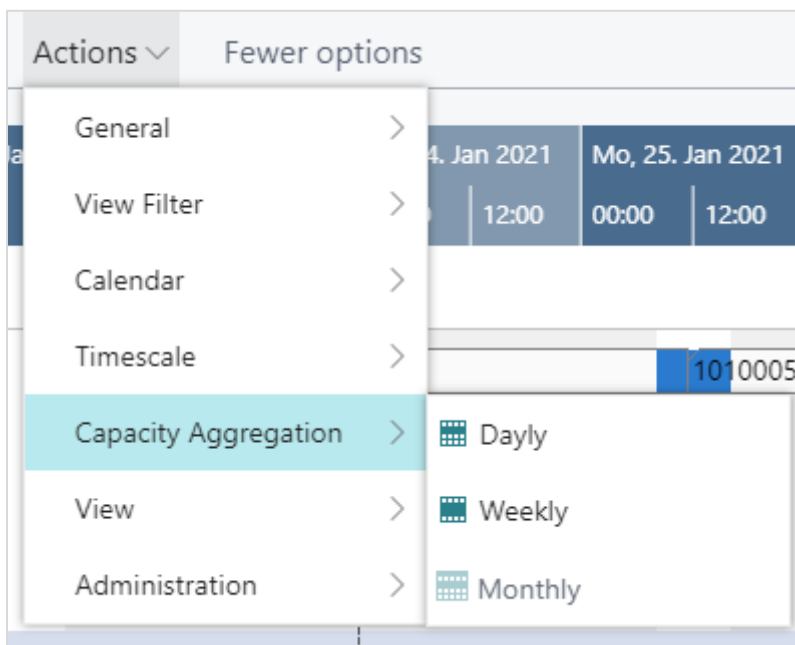 Actions Fewer options
General
View Filter
Calendar
Timescale
Capacity Aggregation
View
Administration
4. Jan 2021 Mo, 25. Jan 2021
12:00 00:00 12:00
1010005
Dayly
Weekly
Monthly